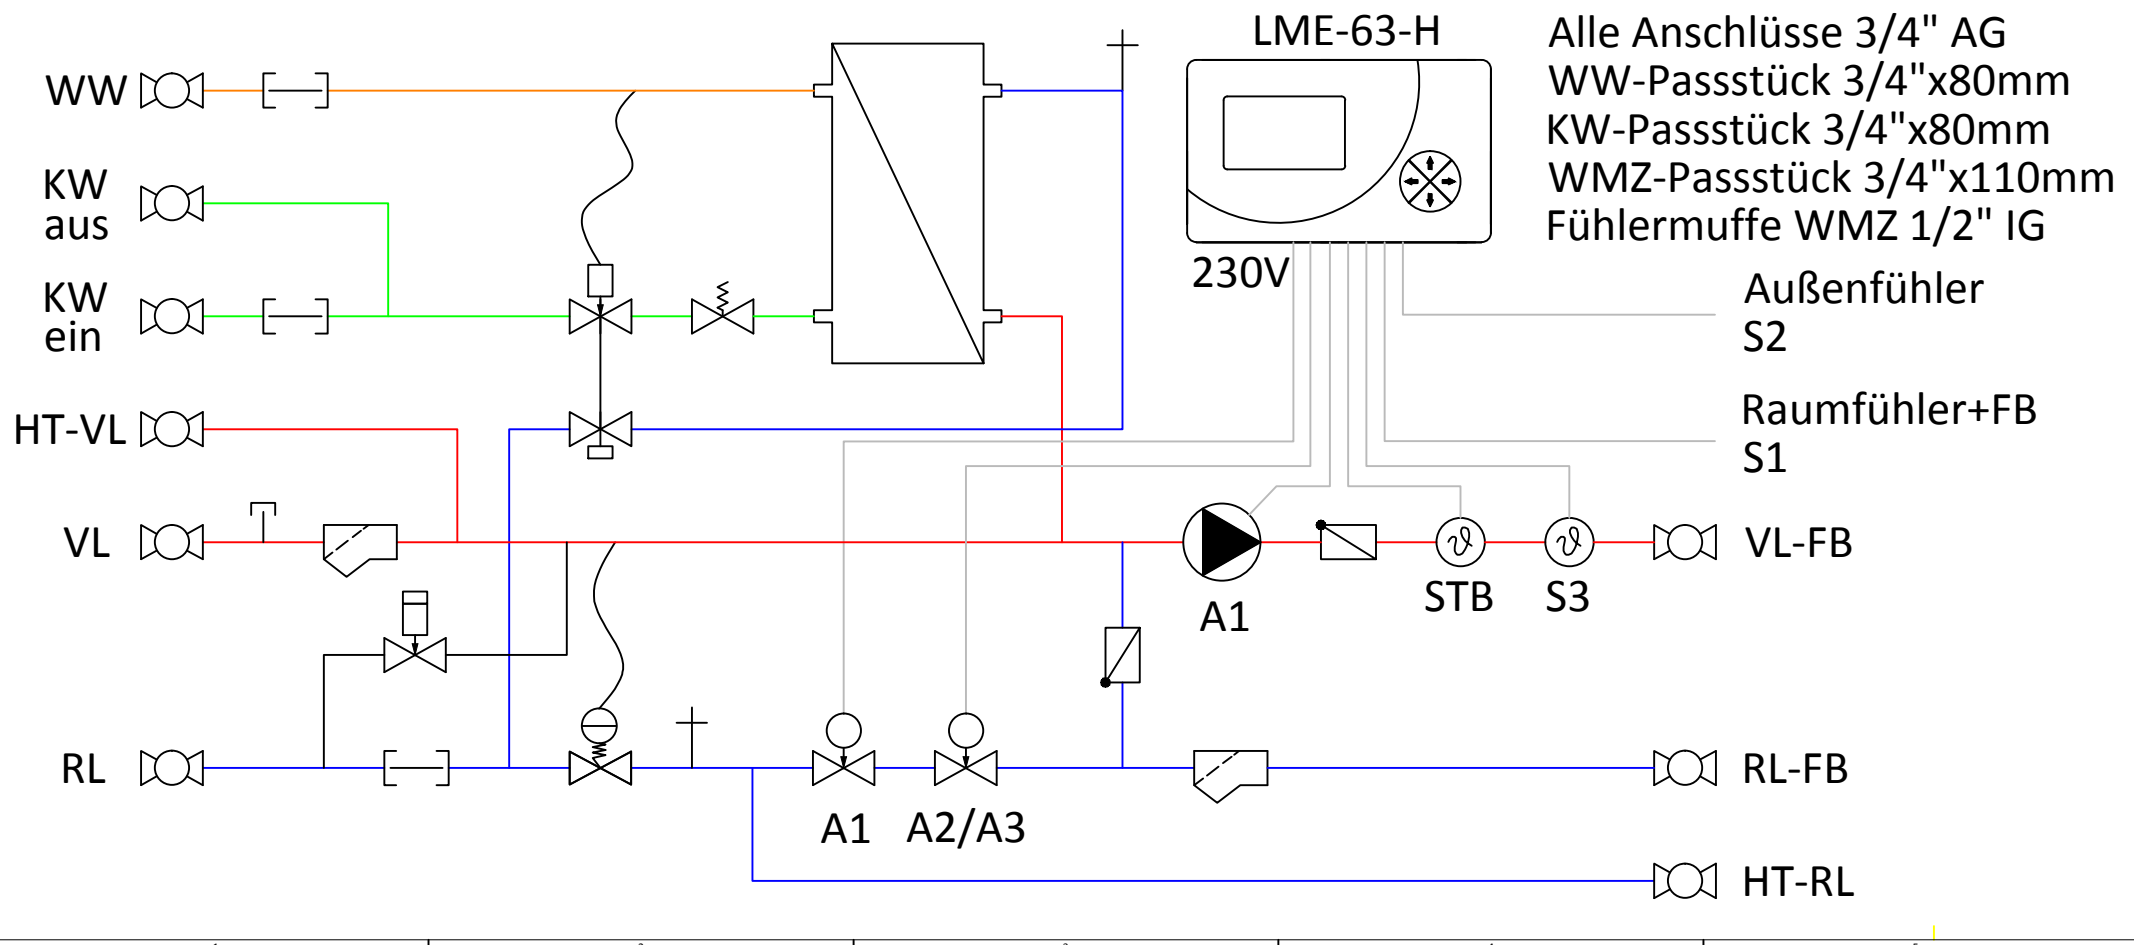 LME-63-H
Alle Anschlüsse 3/4" AG
WW-Passstück 3/4"x80mm
KW-Passstück 3/4"x80mm
WMZ-Passstück 3/4"x110mm
Fühlermuffe WMZ 1/2" IG
WW
KW
aus
KW
ein
HT-VL
VL
RL
230V
Außenfühler
S2
Raumfühler+FB
S1
VL-FB
STB
S3
A1
RL-FB
A1
A2/A3
HT-RL